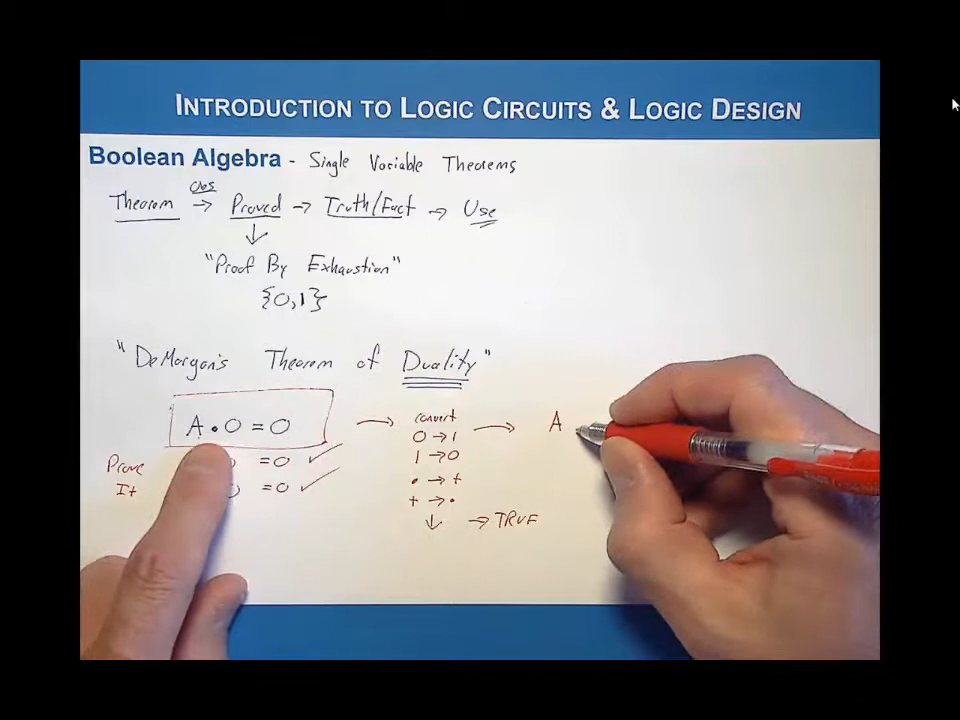 INTRODUCTION TO LOGIC CIRCUITS & LOGIC DESIGN
Boolean Algebra - Single Variable Theorems
Theorem → Proved → Truth/Fact → Use
↓
"Proof By Exhaustion"
{0,1}
"DeMorgan's Theorem of Duality"
A • 0 = 0 → convert → A
0 → 1
Prove = 0 ✓ 1 → 0
It = 0 ✓ • → +
+ → •
↓ → TRUE